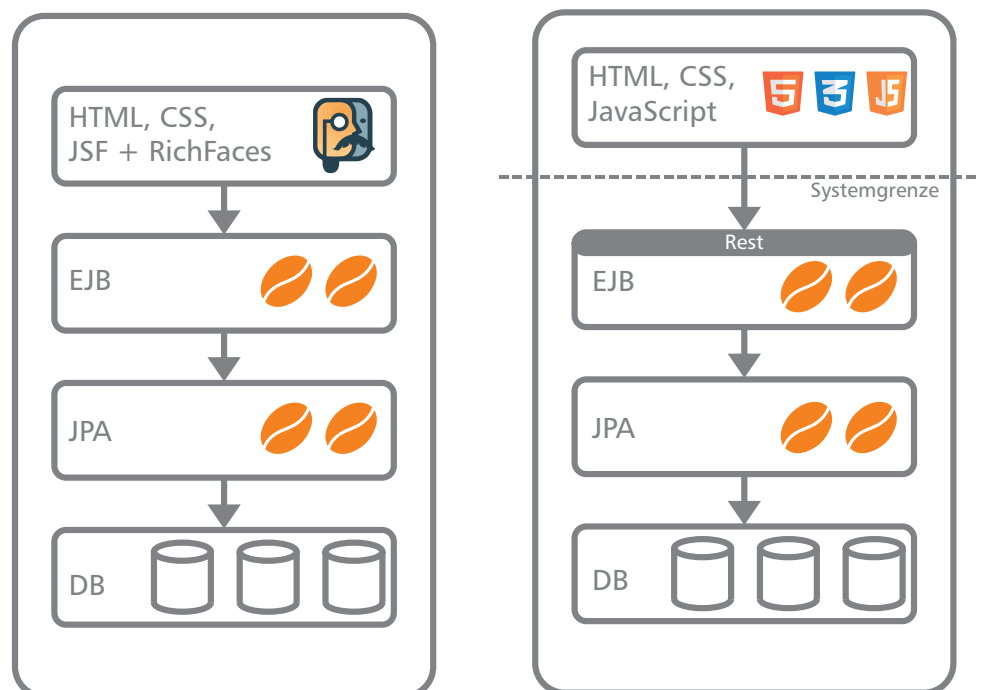 HTML, CSS,
JSF + RichFaces
EJB
JPA
DB
HTML, CSS,
JavaScript
5
3
JS
Systemgrenze
Rest
EJB
JPA
DB